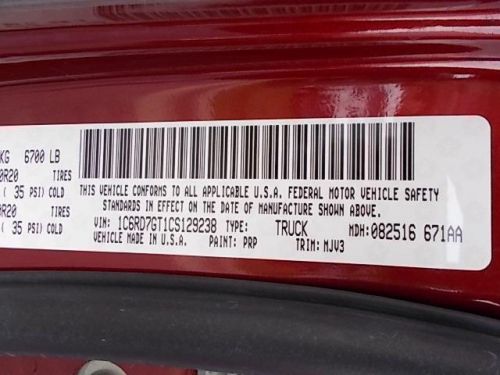 KG 6700 LB
0R20 TIRES
( 35 PSI) COLD
0R20 TIRES
( 35 PSI) COLD
THIS VEHICLE CONFORMS TO ALL APPLICABLE U.S.A. FEDERAL MOTOR VEHICLE SAFETY
STANDARDS IN EFFECT ON THE DATE OF MANUFACTURE SHOWN ABOVE.
VIN: 1C6RD7GT1CS129238 TYPE: TRUCK MDH: 082516 671AA
VEHICLE MADE IN U.S.A. PAINT: PRP TRIM: MJV3